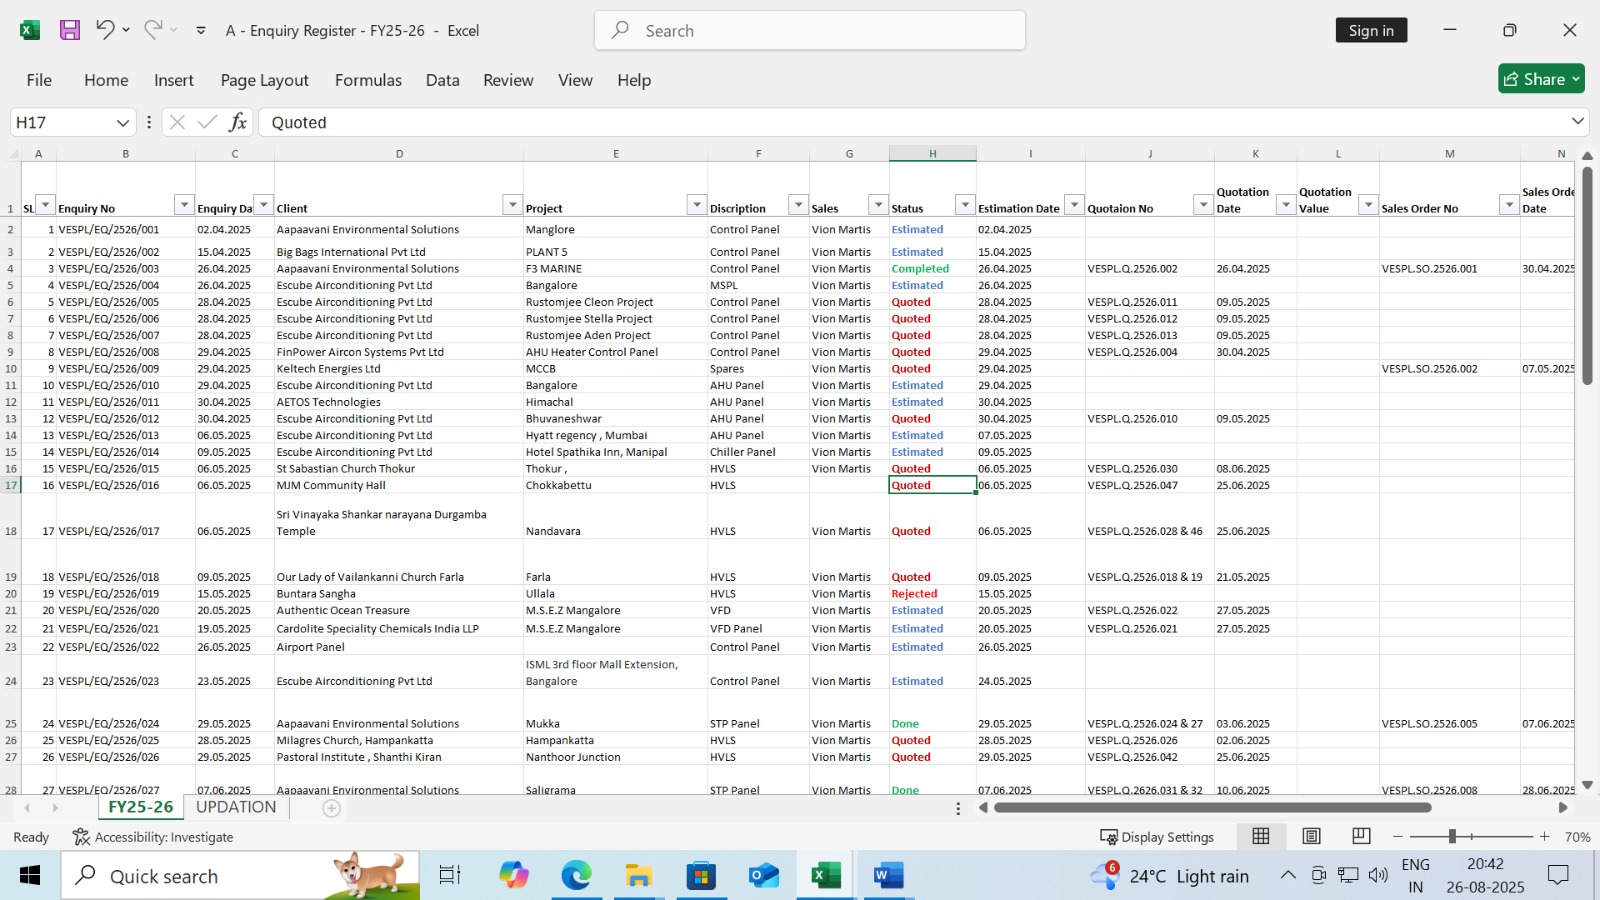 A - Enquiry Register - FY25-26 - Excel
Search
Sign in
File Home Insert Page Layout Formulas Data Review View Help
Share
H17 fx Quoted
A B C D E F G H I J K L M N
1 SL Enquiry No Enquiry Da Client Project Discription Sales Status Estimation Date Quotaion No Quotation Date Quotation Value Sales Order No Sales Orde Date
2 1 VESPL/EQ/2526/001 02.04.2025 Aapaavani Environmental Solutions Manglore Control Panel Vion Martis Estimated 02.04.2025
3 2 VESPL/EQ/2526/002 15.04.2025 Big Bags International Pvt Ltd PLANT 5 Control Panel Vion Martis Estimated 15.04.2025
4 3 VESPL/EQ/2526/003 26.04.2025 Aapaavani Environmental Solutions F3 MARINE Control Panel Vion Martis Completed 26.04.2025 VESPL.Q.2526.002 26.04.2025 VESPL.SO.2526.001 30.04.2025
5 4 VESPL/EQ/2526/004 26.04.2025 Escube Airconditioning Pvt Ltd Bangalore MSPL Vion Martis Estimated 26.04.2025
6 5 VESPL/EQ/2526/005 28.04.2025 Escube Airconditioning Pvt Ltd Rustomjee Cleon Project Control Panel Vion Martis Quoted 28.04.2025 VESPL.Q.2526.011 09.05.2025
7 6 VESPL/EQ/2526/006 28.04.2025 Escube Airconditioning Pvt Ltd Rustomjee Stella Project Control Panel Vion Martis Quoted 28.04.2025 VESPL.Q.2526.012 09.05.2025
8 7 VESPL/EQ/2526/007 28.04.2025 Escube Airconditioning Pvt Ltd Rustomjee Aden Project Control Panel Vion Martis Quoted 28.04.2025 VESPL.Q.2526.013 09.05.2025
9 8 VESPL/EQ/2526/008 29.04.2025 FinPower Aircon Systems Pvt Ltd AHU Heater Control Panel Control Panel Vion Martis Quoted 29.04.2025 VESPL.Q.2526.004 30.04.2025
10 9 VESPL/EQ/2526/009 29.04.2025 Keltech Energies Ltd MCCB Spares Vion Martis Quoted 29.04.2025 VESPL.SO.2526.002 07.05.2025
11 10 VESPL/EQ/2526/010 29.04.2025 Escube Airconditioning Pvt Ltd Bangalore AHU Panel Vion Martis Estimated 29.04.2025
12 11 VESPL/EQ/2526/011 30.04.2025 AETOS Technologies Himachal AHU Panel Vion Martis Estimated 30.04.2025
13 12 VESPL/EQ/2526/012 30.04.2025 Escube Airconditioning Pvt Ltd Bhuvaneshwar AHU Panel Vion Martis Quoted 30.04.2025 VESPL.Q.2526.010 09.05.2025
14 13 VESPL/EQ/2526/013 06.05.2025 Escube Airconditioning Pvt Ltd Hyatt regency , Mumbai AHU Panel Vion Martis Estimated 07.05.2025
15 14 VESPL/EQ/2526/014 09.05.2025 Escube Airconditioning Pvt Ltd Hotel Spathika Inn, Manipal Chiller Panel Vion Martis Estimated 09.05.2025
16 15 VESPL/EQ/2526/015 06.05.2025 St Sabastian Church Thokur Thokur , HVLS Vion Martis Quoted 06.05.2025 VESPL.Q.2526.030 08.06.2025
17 16 VESPL/EQ/2526/016 06.05.2025 MJM Community Hall Chokkabettu HVLS Quoted 06.05.2025 VESPL.Q.2526.047 25.06.2025
18 17 VESPL/EQ/2526/017 06.05.2025 Sri Vinayaka Shankar narayana Durgamba Temple Nandavara HVLS Vion Martis Quoted 06.05.2025 VESPL.Q.2526.028 & 46 25.06.2025
19 18 VESPL/EQ/2526/018 09.05.2025 Our Lady of Vailankanni Church Farla Farla HVLS Vion Martis Quoted 09.05.2025 VESPL.Q.2526.018 & 19 21.05.2025
20 19 VESPL/EQ/2526/019 15.05.2025 Buntara Sangha Ullala HVLS Vion Martis Rejected 15.05.2025
21 20 VESPL/EQ/2526/020 20.05.2025 Authentic Ocean Treasure M.S.E.Z Mangalore VFD Vion Martis Estimated 20.05.2025 VESPL.Q.2526.022 27.05.2025
22 21 VESPL/EQ/2526/021 19.05.2025 Cardolite Speciality Chemicals India LLP M.S.E.Z Mangalore VFD Panel Vion Martis Estimated 20.05.2025 VESPL.Q.2526.021 27.05.2025
23 22 VESPL/EQ/2526/022 26.05.2025 Airport Panel Control Panel Vion Martis Estimated 26.05.2025
24 23 VESPL/EQ/2526/023 23.05.2025 Escube Airconditioning Pvt Ltd ISML 3rd floor Mall Extension, Bangalore Control Panel Vion Martis Estimated 24.05.2025
25 24 VESPL/EQ/2526/024 29.05.2025 Aapaavani Environmental Solutions Mukka STP Panel Vion Martis Done 29.05.2025 VESPL.Q.2526.024 & 27 03.06.2025 VESPL.SO.2526.005 07.06.2025
26 25 VESPL/EQ/2526/025 28.05.2025 Milagres Church, Hampankatta Hampankatta HVLS Vion Martis Quoted 28.05.2025 VESPL.Q.2526.026 02.06.2025
27 26 VESPL/EQ/2526/026 29.05.2025 Pastoral Institute , Shanthi Kiran Nanthoor Junction HVLS Vion Martis Quoted 29.05.2025 VESPL.Q.2526.042 25.06.2025
28 27 VESPL/EQ/2526/027 07.06.2025 Aapaavani Environmental Solutions Saligrama STP Panel Vion Martis Done 07.06.2025 VESPL.Q.2626.031 & 32 10.06.2025 VESPL.SO.2526.008 28.06.2025
FY25-26 UPDATION
Ready Accessibility: Investigate Display Settings 70%
Quick search
6 24°C Light rain ENG IN 20:42 26-08-2025